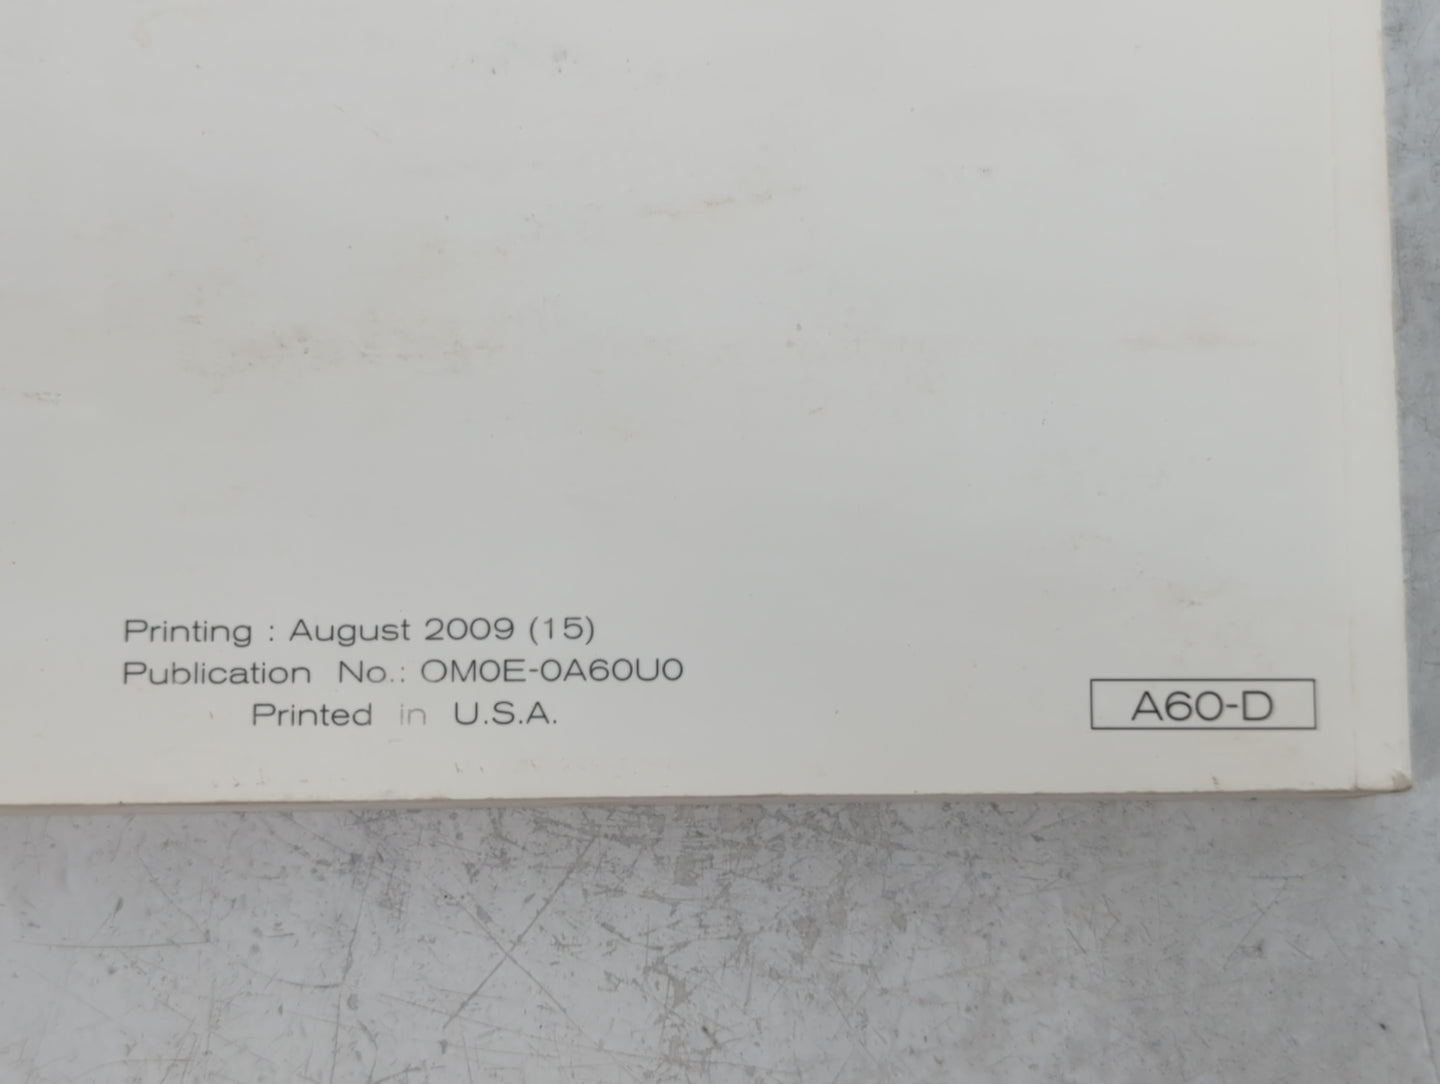 Printing : August 2009 (15)
Publication No.: OM0E-0A60U0
Printed in U.S.A.
A60-D